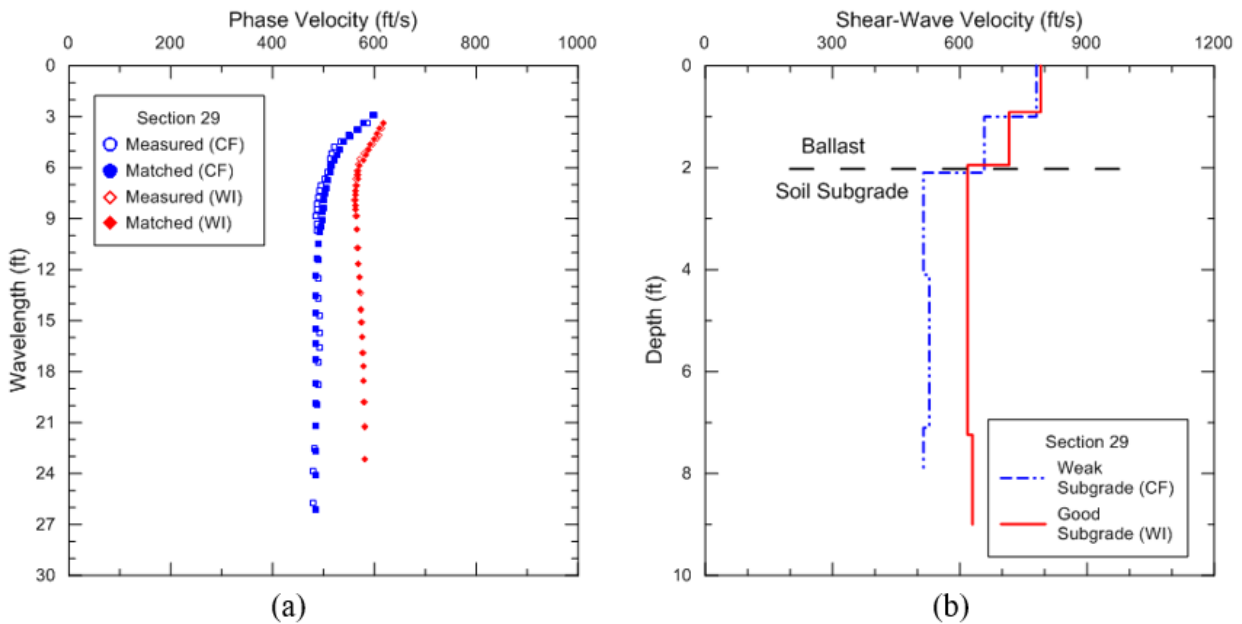 Phase Velocity (ft/s)
0 200 400 600 800 1000
0
3
6
9
12
15
18
21
24
27
30
Wavelength (ft)
Section 29
Measured (CF)
Matched (CF)
Measured (WI)
Matched (WI)
(a)
Shear-Wave Velocity (ft/s)
0 300 600 900 1200
0
2
4
6
8
10
Depth (ft)
Ballast
Soil Subgrade
Section 29
Weak
Subgrade (CF)
Good
Subgrade (WI)
(b)